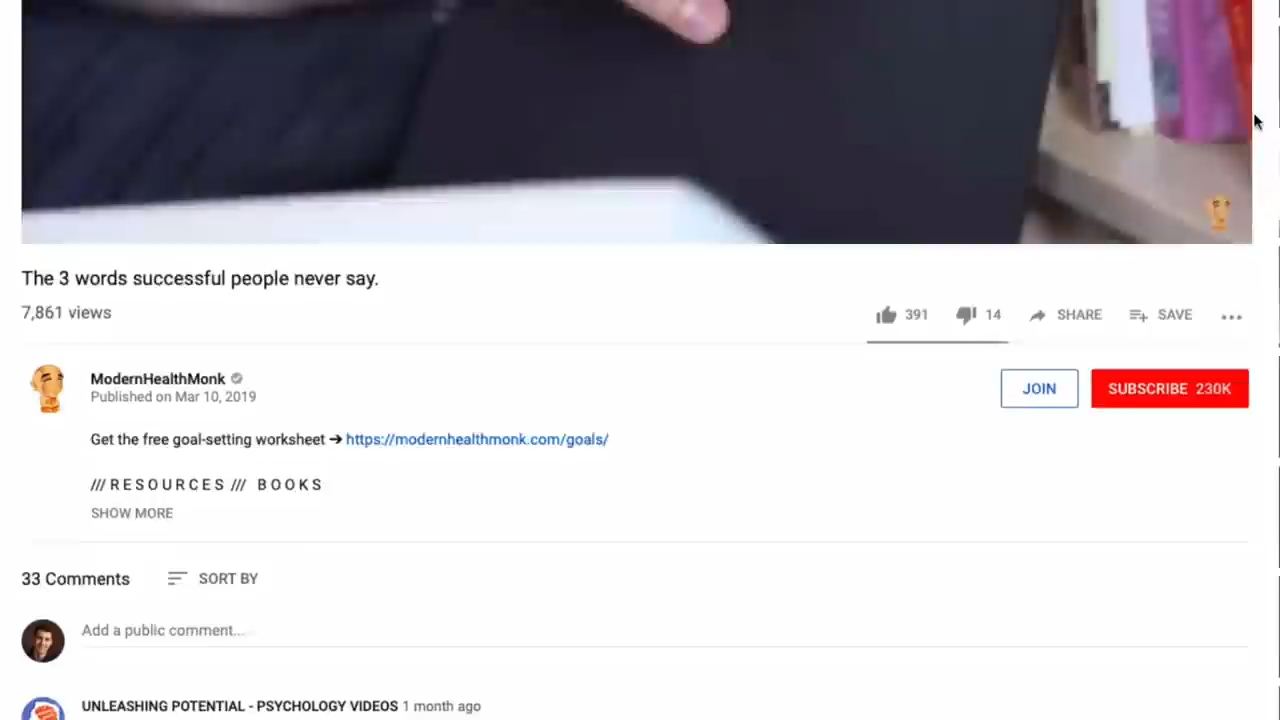 The 3 words successful people never say.
7,861 views
391 14 SHARE SAVE
ModernHealthMonk
Published on Mar 10, 2019
JOIN SUBSCRIBE 230K
Get the free goal-setting worksheet ➔ https://modernhealthmonk.com/goals/
/// R E S O U R C E S /// B O O K S
SHOW MORE
33 Comments SORT BY
Add a public comment...
UNLEASHING POTENTIAL - PSYCHOLOGY VIDEOS 1 month ago